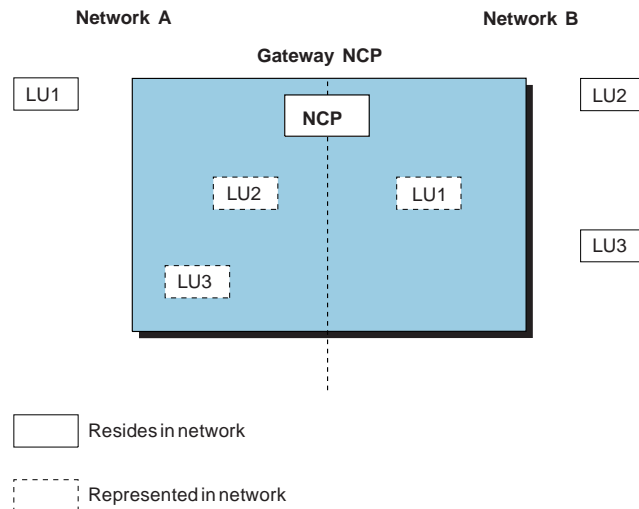 Network A
Network B
Gateway NCP
LU1
NCP
LU2
LU2
LU1
LU3
LU3
Resides in network
Represented in network